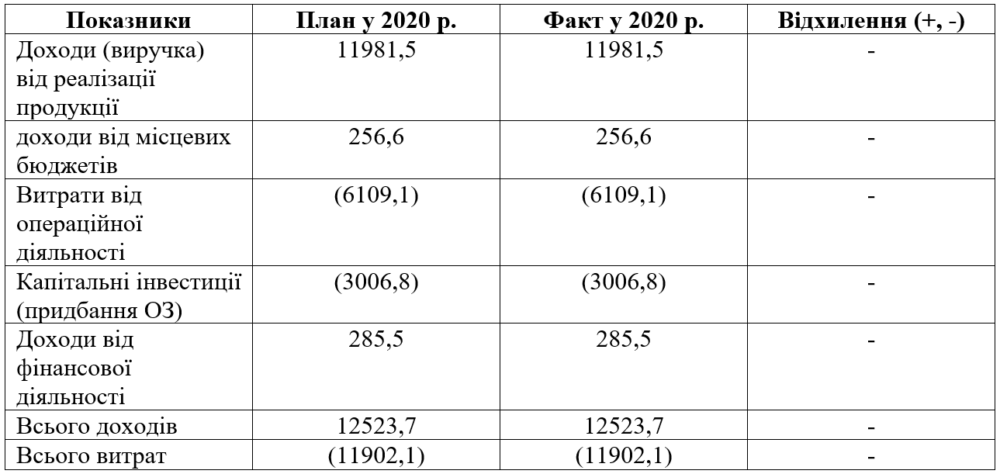 Показники План у 2020 р. Факт у 2020 р. Відхилення (+, -)
Доходи (виручка) 11981,5 11981,5 -
від реалізації
продукції
доходи від місцевих 256,6 256,6 -
бюджетів
Витрати від (6109,1) (6109,1) -
операційної
діяльності
Капітальні інвестиції (3006,8) (3006,8) -
(придбання ОЗ)
Доходи від 285,5 285,5 -
фінансової
діяльності
Всього доходів 12523,7 12523,7 -
Всього витрат (11902,1) (11902,1) -